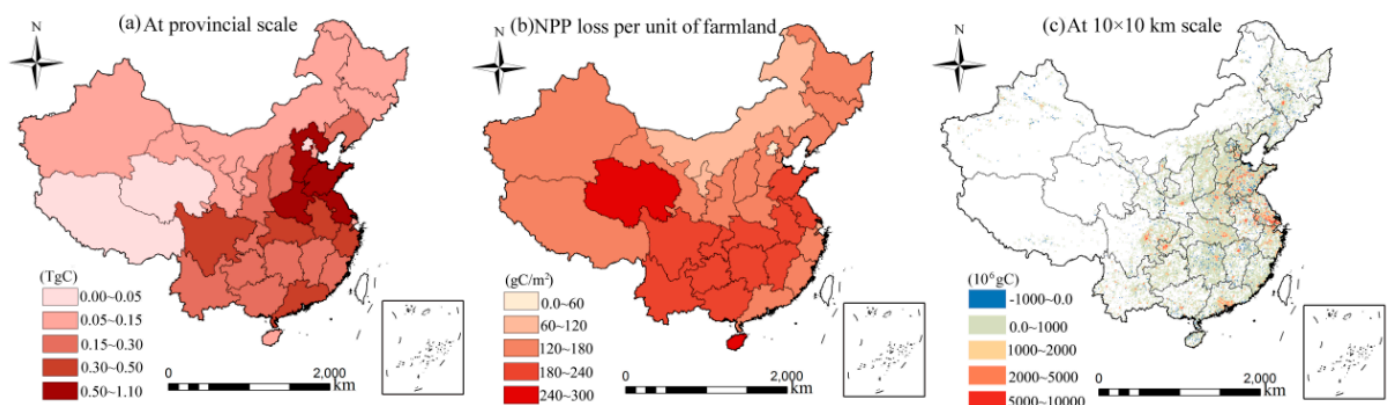 (a) At provincial scale
N
(TgC)
0.00~0.05
0.05~0.15
0.15~0.30
0.30~0.50
0.50~1.10
0 2,000
km
(b) NPP loss per unit of farmland
N
(gC/m²)
0.0~60
60~120
120~180
180~240
240~300
0 2,000
km
(c) At 10×10 km scale
N
(10⁶gC)
-1000~0.0
0.0~1000
1000~2000
2000~5000
5000~10000
0 2,000
km